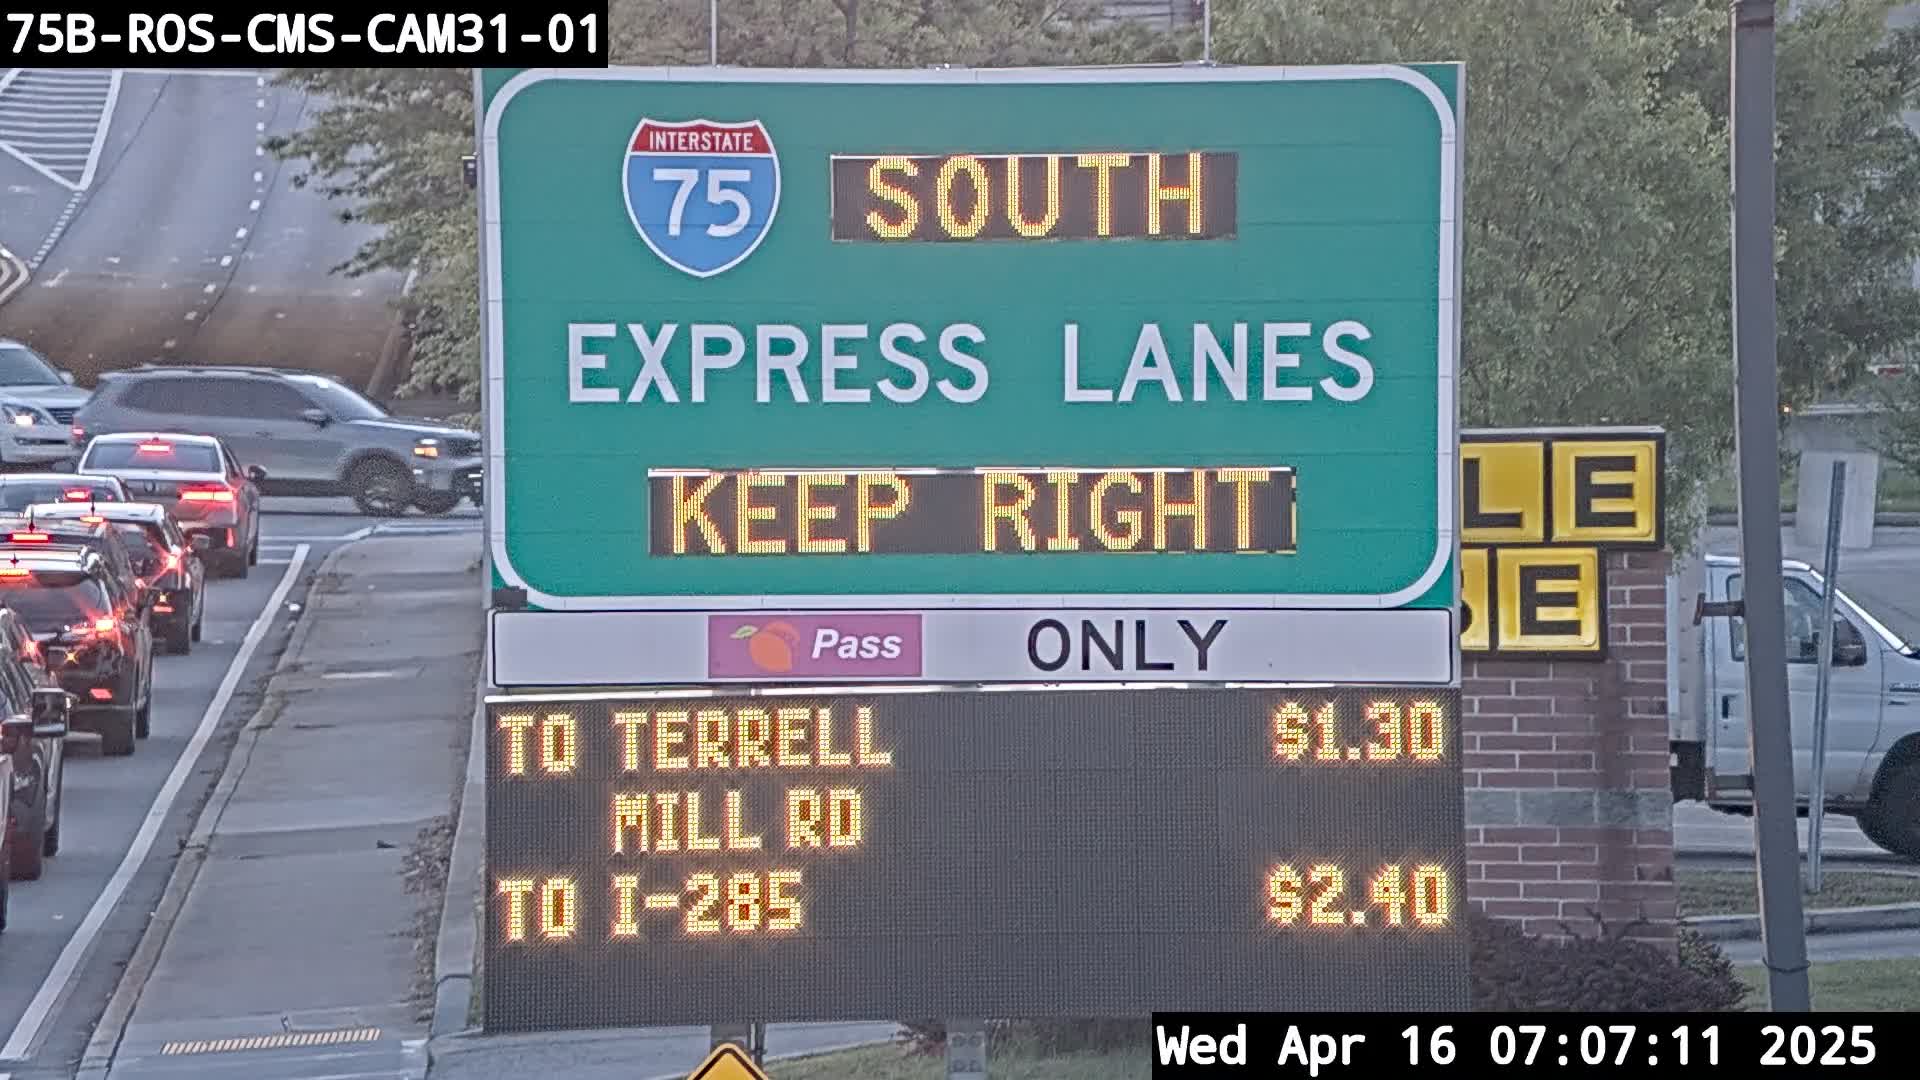 75B-ROS-CMS-CAM31-01
INTERSTATE
75
SOUTH
EXPRESS LANES
KEEP RIGHT
Pass ONLY
TO TERRELL $1.30
MILL RD
TO I-285 $2.40
LE
E
Wed Apr 16 07:07:11 2025